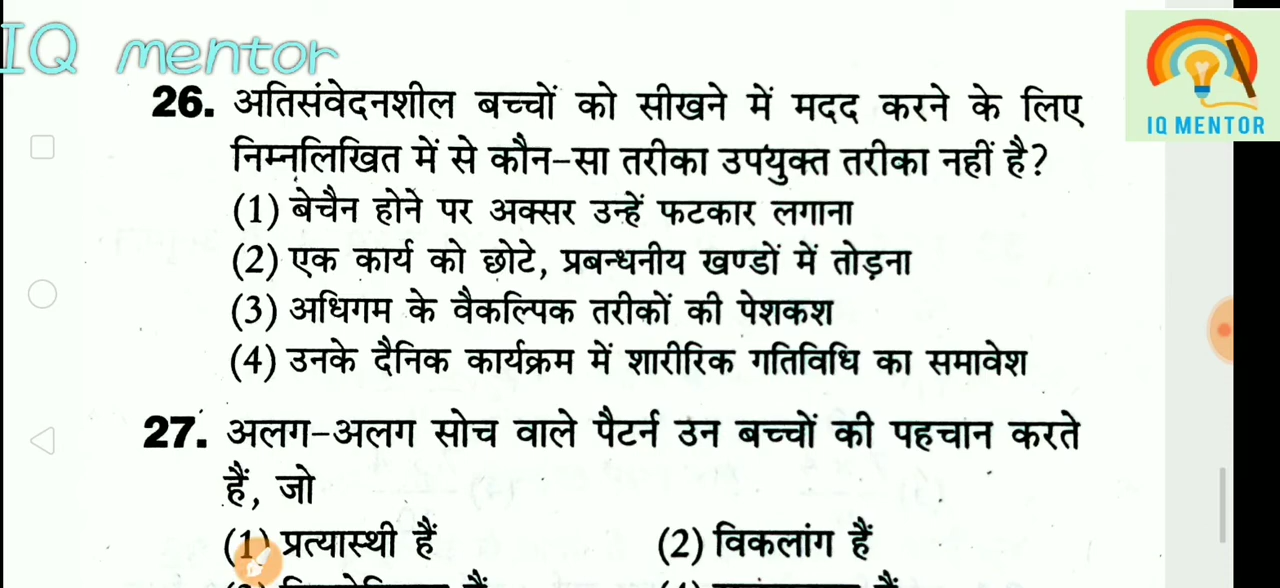 IQ mentor
IQ MENTOR
26. अतिसंवेदनशील बच्चों को सीखने में मदद करने के लिए
निम्नलिखित में से कौन-सा तरीका उपयुक्त तरीका नहीं है?
(1) बेचैन होने पर अक्सर उन्हें फटकार लगाना
(2) एक कार्य को छोटे, प्रबन्धनीय खण्डों में तोड़ना
(3) अधिगम के वैकल्पिक तरीकों की पेशकश
(4) उनके दैनिक कार्यक्रम में शारीरिक गतिविधि का समावेश
27. अलग-अलग सोच वाले पैटर्न उन बच्चों की पहचान करते
हैं, जो
(1) प्रत्यास्थी हैं (2) विकलांग हैं